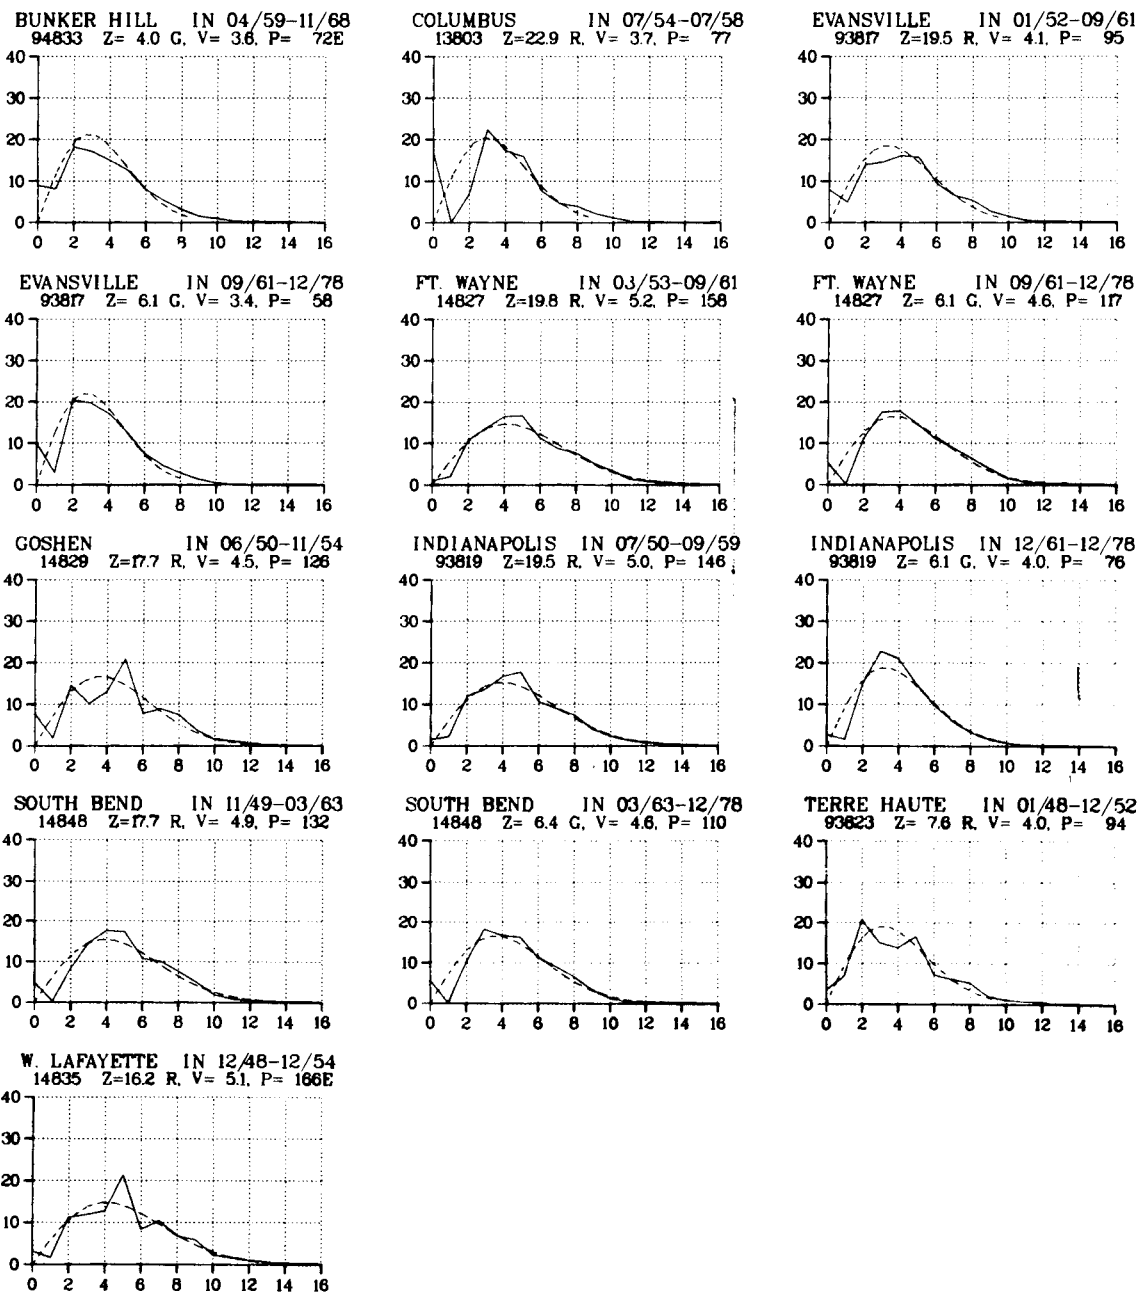 BUNKER HILL IN 04/59-11/68
94833 Z= 4.0 G, V= 3.6, P= 72E
40
30
20
10
0
0 2 4 6 8 10 12 14 16
COLUMBUS IN 07/54-07/58
13803 Z=22.9 R, V= 3.7, P= 77
40
30
20
10
0
0 2 4 6 8 10 12 14 16
EVANSVILLE IN 01/52-09/61
93817 Z=19.5 R, V= 4.1, P= 95
40
30
20
10
0
0 2 4 6 8 10 12 14 16
EVANSVILLE IN 09/61-12/78
93817 Z= 6.1 G, V= 3.4, P= 58
40
30
20
10
0
0 2 4 6 8 10 12 14 16
FT. WAYNE IN 03/53-09/61
14827 Z=19.8 R, V= 5.2, P= 158
40
30
20
10
0
0 2 4 6 8 10 12 14 16
FT. WAYNE IN 09/61-12/78
14827 Z= 6.1 G, V= 4.6, P= 117
40
30
20
10
0
0 2 4 6 8 10 12 14 16
GOSHEN IN 06/50-11/54
14829 Z=17.7 R, V= 4.5, P= 126
40
30
20
10
0
0 2 4 6 8 10 12 14 16
INDIANAPOLIS IN 07/50-09/59
93819 Z=19.5 R, V= 5.0, P= 146
40
30
20
10
0
0 2 4 6 8 10 12 14 16
INDIANAPOLIS IN 12/61-12/78
93819 Z= 6.1 G, V= 4.0, P= 76
40
30
20
10
0
0 2 4 6 8 10 12 14 16
SOUTH BEND IN 11/49-03/63
14848 Z=17.7 R, V= 4.9, P= 132
40
30
20
10
0
0 2 4 6 8 10 12 14 16
SOUTH BEND IN 03/63-12/78
14848 Z= 6.4 G, V= 4.6, P= 110
40
30
20
10
0
0 2 4 6 8 10 12 14 16
TERRE HAUTE IN 01/48-12/52
93823 Z= 7.6 R, V= 4.0, P= 94
40
30
20
10
0
0 2 4 6 8 10 12 14 16
W. LAFAYETTE IN 12/48-12/54
14835 Z=16.2 R, V= 5.1, P= 166E
40
30
20
10
0
0 2 4 6 8 10 12 14 16